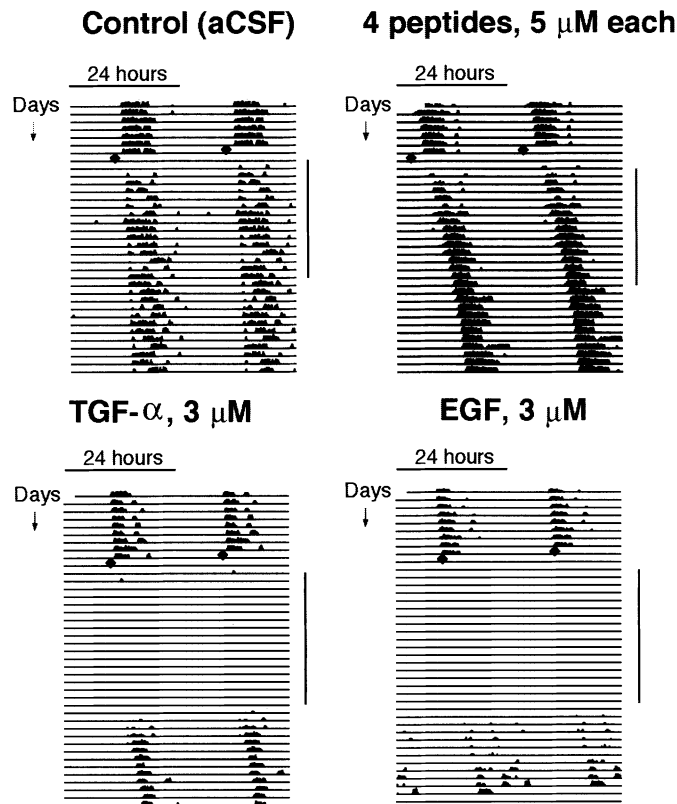 Control (aCSF)
4 peptides, 5 μM each
24 hours
24 hours
Days
Days
TGF-α, 3 μM
EGF, 3 μM
24 hours
24 hours
Days
Days